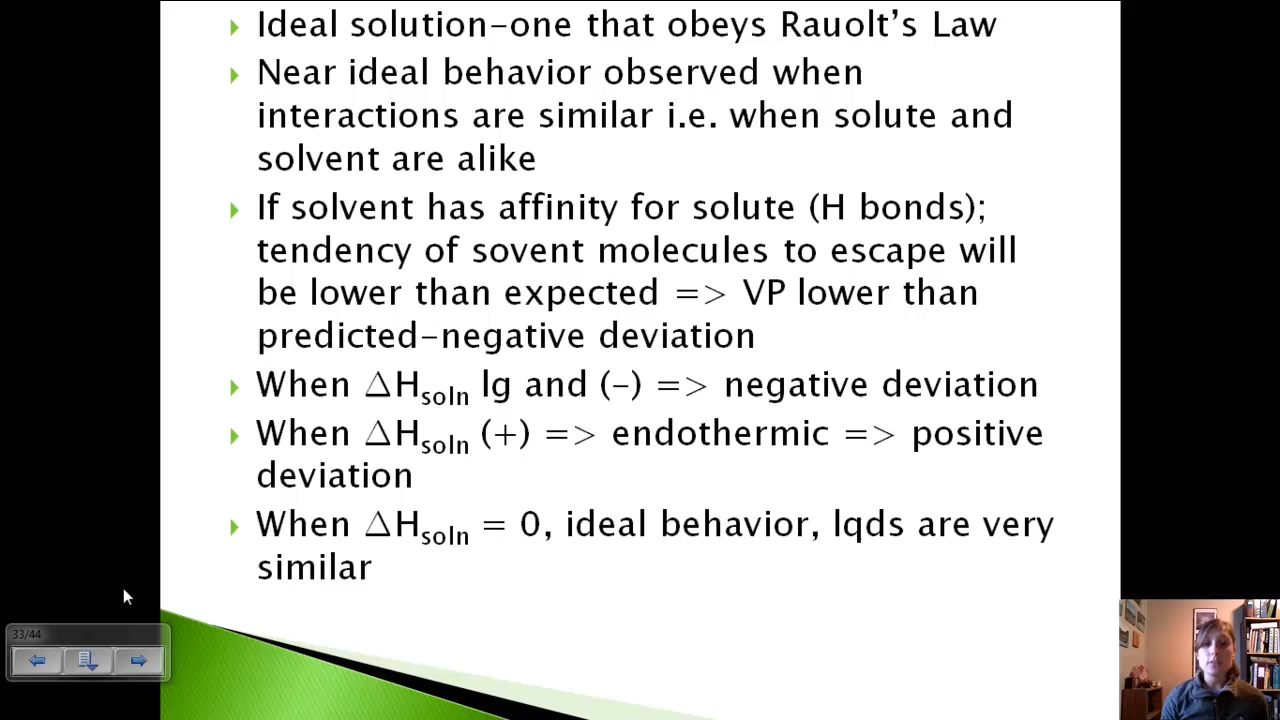 Ideal solution-one that obeys Rauolt's Law
Near ideal behavior observed when
interactions are similar i.e. when solute and
solvent are alike
If solvent has affinity for solute (H bonds);
tendency of sovent molecules to escape will
be lower than expected => VP lower than
predicted-negative deviation
When ΔHsoln lg and (-) => negative deviation
When ΔHsoln (+) => endothermic => positive
deviation
When ΔHsoln = 0, ideal behavior, lqds are very
similar
33/44